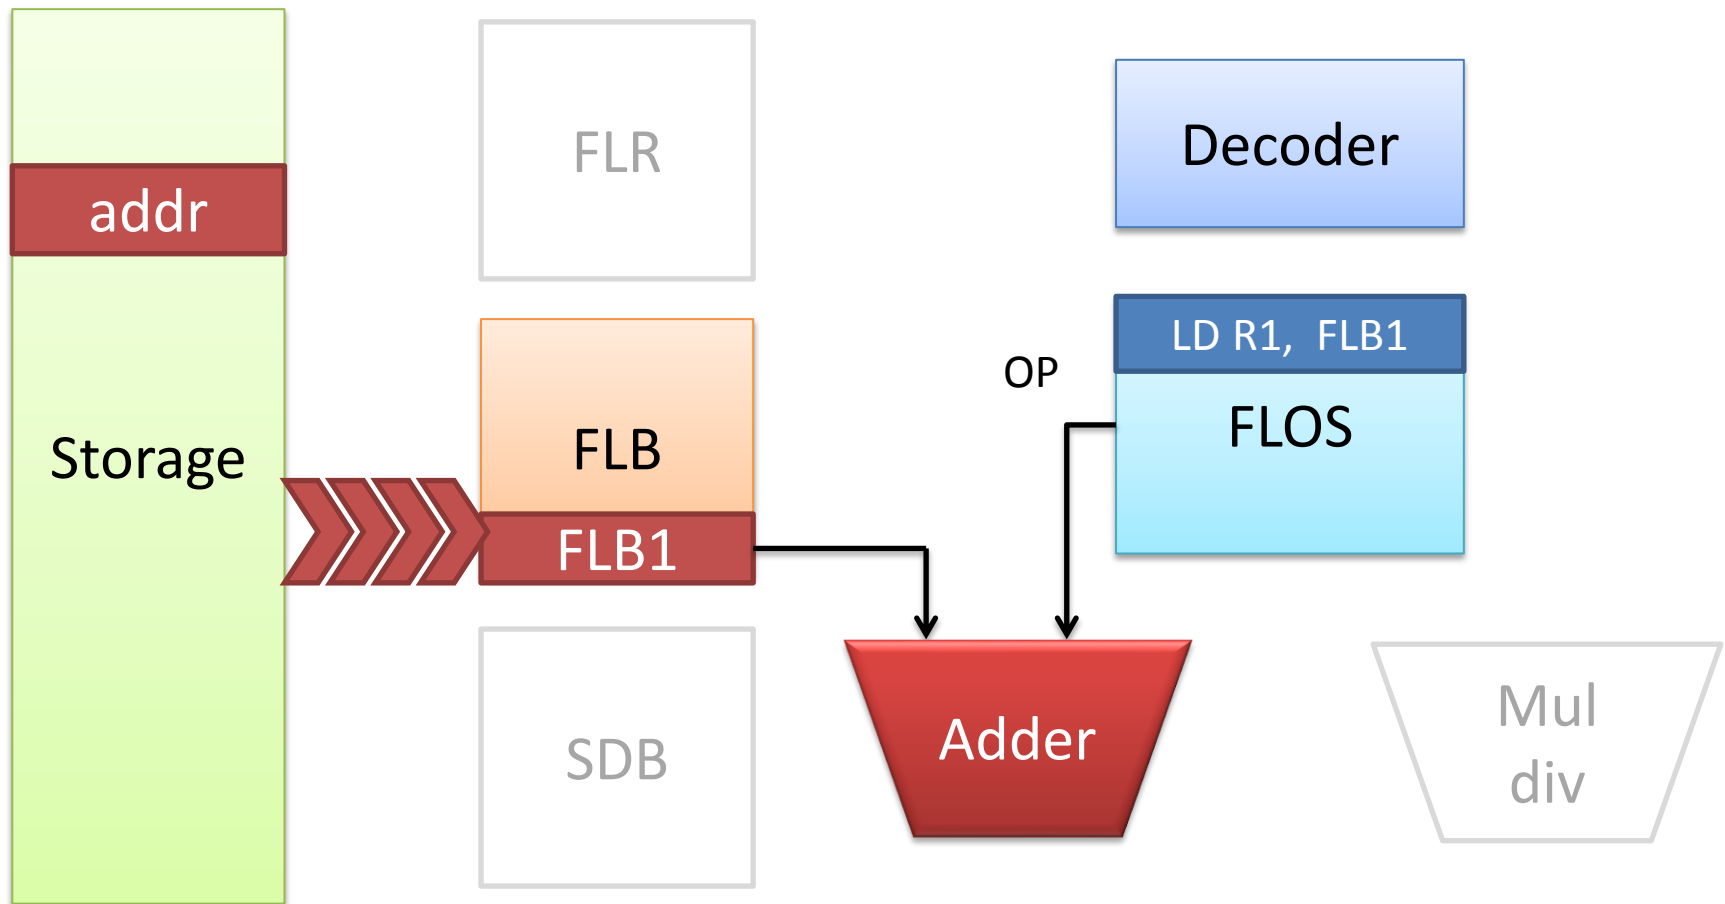 FLR
Decoder
addr
LD R1, FLB1
OP
FLOS
Storage
FLB
FLB1
SDB
Adder
Mul
div